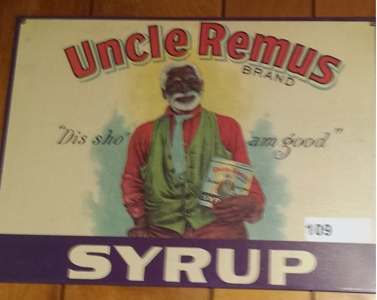 Uncle Remus
BRAND
"Dis sho' am good"
109
SYRUP